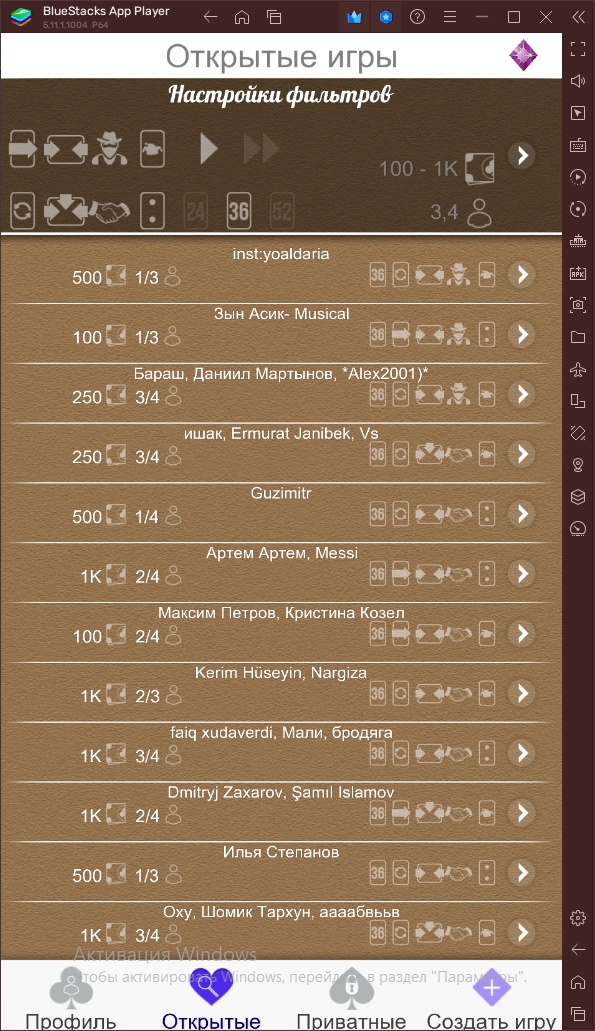 BlueStacks App Player
5.11.1.1004 P64
Открытые игры
Настройки фильтров
100 - 1K
24 36 52 3,4
inst:yoaldaria
500 1/3 36
Зын Асик- Musical
100 1/3 36
Бараш, Даниил Мартынов, *Alex2001)*
250 3/4 36
ишак, Ermurat Janibek, Vs
250 3/4 36
Guzimitr
500 1/4 36
Артем Артем, Messi
1K 2/4 36
Максим Петров, Кристина Козел
100 2/4 36
Kerim Hüseyin, Nargiza
1K 2/3 36
faiq xudaverdi, Мали, бродяга
1K 3/4 36
Dmitryj Zaxarov, Şamıl Islamov
1K 2/4 36
Илья Степанов
500 1/3 36
Oxy, Шомик Тархун, аааабвььв
1K 3/4 36
Активация Windows
Чтобы активировать Windows, перейдите в раздел "Параметры".
Профиль Открытые Приватные Создать игру